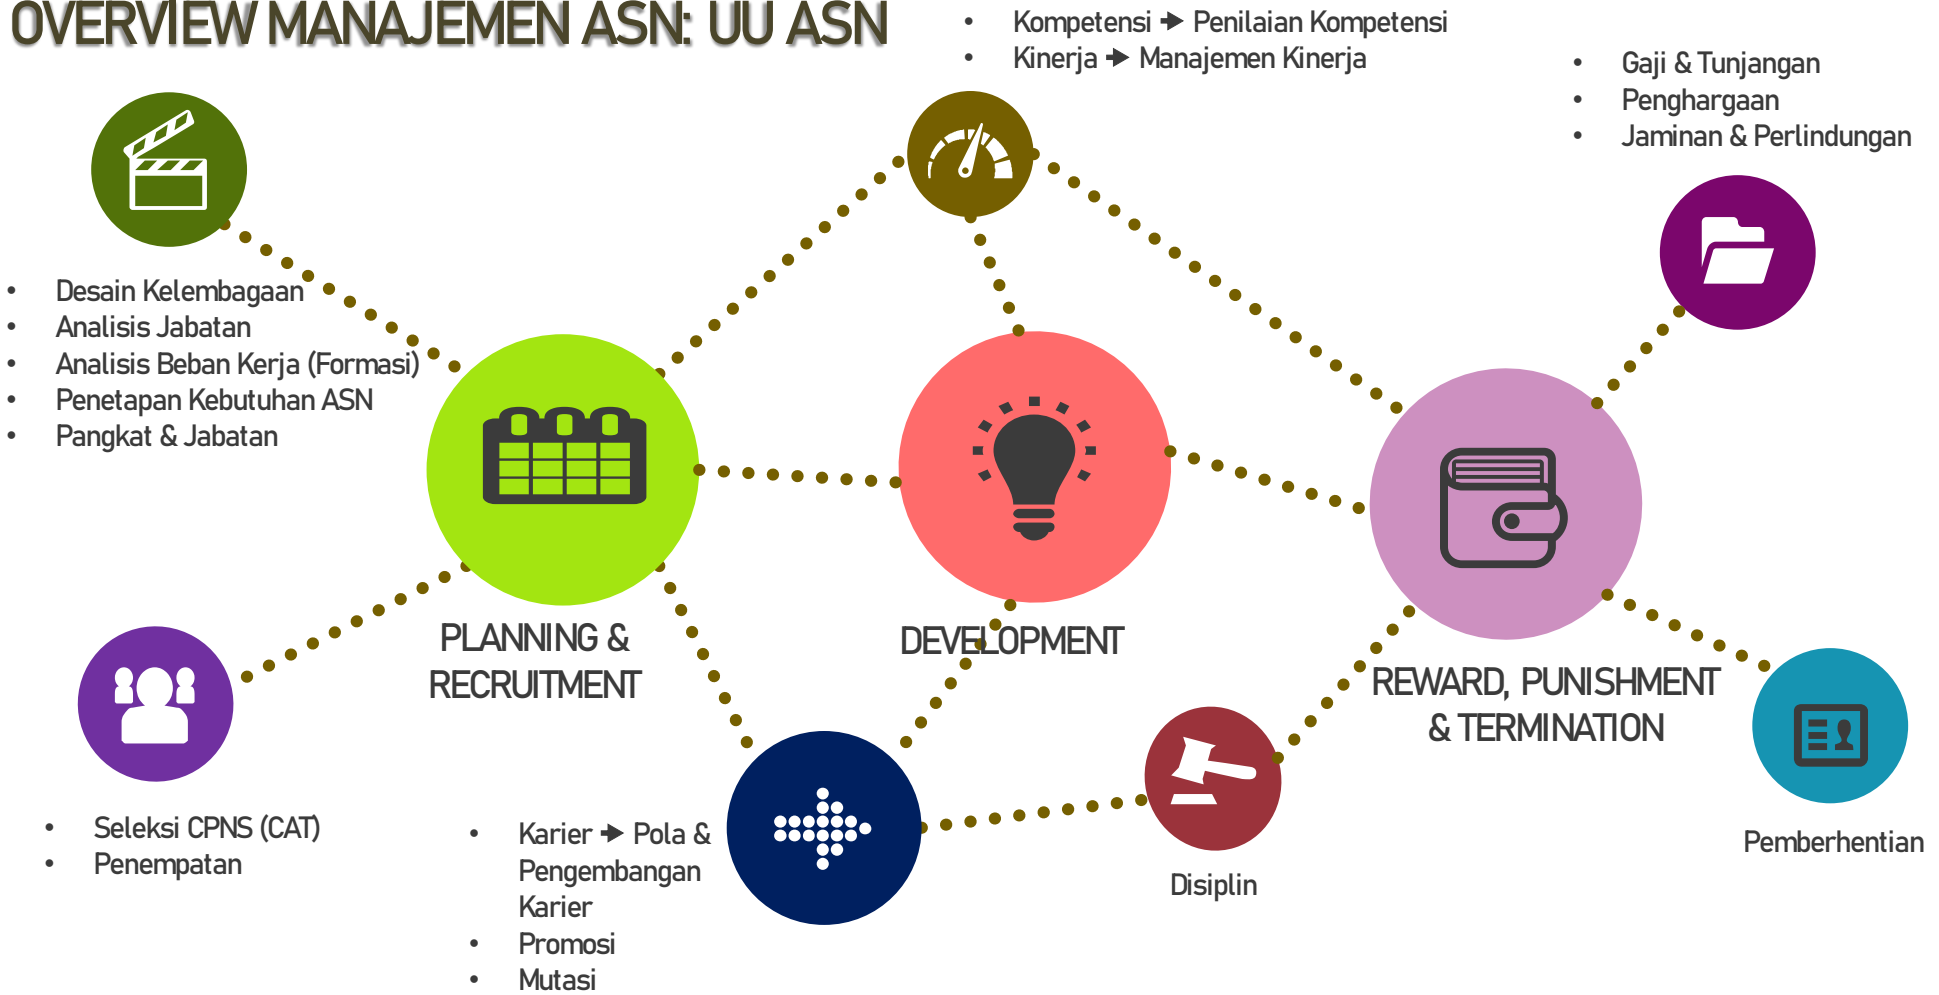 OVERVIEW MANAJEMEN ASN: UU ASN
• Kompetensi → Penilaian Kompetensi
• Kinerja → Manajemen Kinerja
• Gaji & Tunjangan
• Penghargaan
• Jaminan & Perlindungan
• Desain Kelembagaan
• Analisis Jabatan
• Analisis Beban Kerja (Formasi)
• Penetapan Kebutuhan ASN
• Pangkat & Jabatan
PLANNING &
RECRUITMENT
DEVELOPMENT
REWARD, PUNISHMENT
& TERMINATION
• Seleksi CPNS (CAT)
• Penempatan
• Karier → Pola &
Pengembangan
Karier
• Promosi
• Mutasi
Disiplin
Pemberhentian